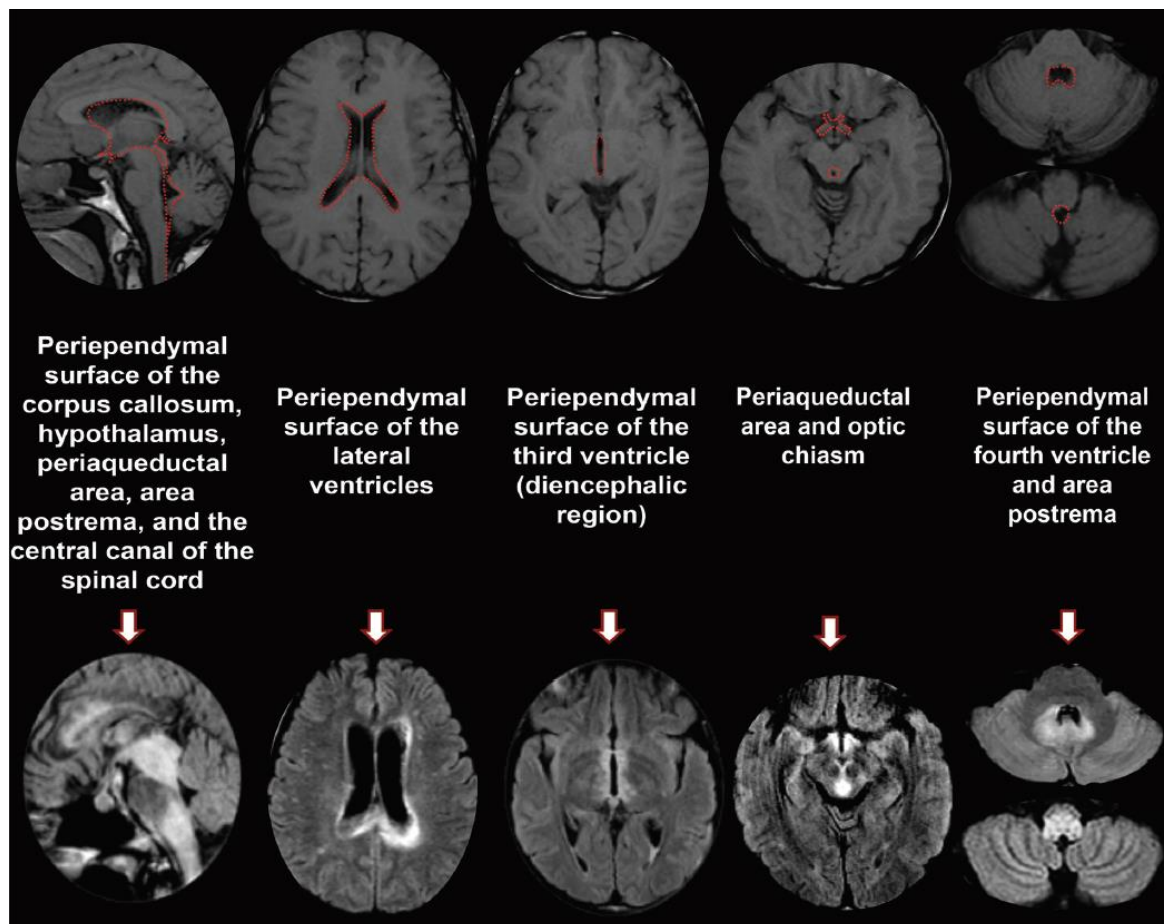 Periependymal
surface of the
corpus callosum,
hypothalamus,
periaqueductal
area, area
postrema, and the
central canal of the
spinal cord
Periependymal
surface of the
lateral
ventricles
Periependymal
surface of the
third ventricle
(diencephalic
region)
Periaqueductal
area and optic
chiasm
Periependymal
surface of the
fourth ventricle
and area
postrema